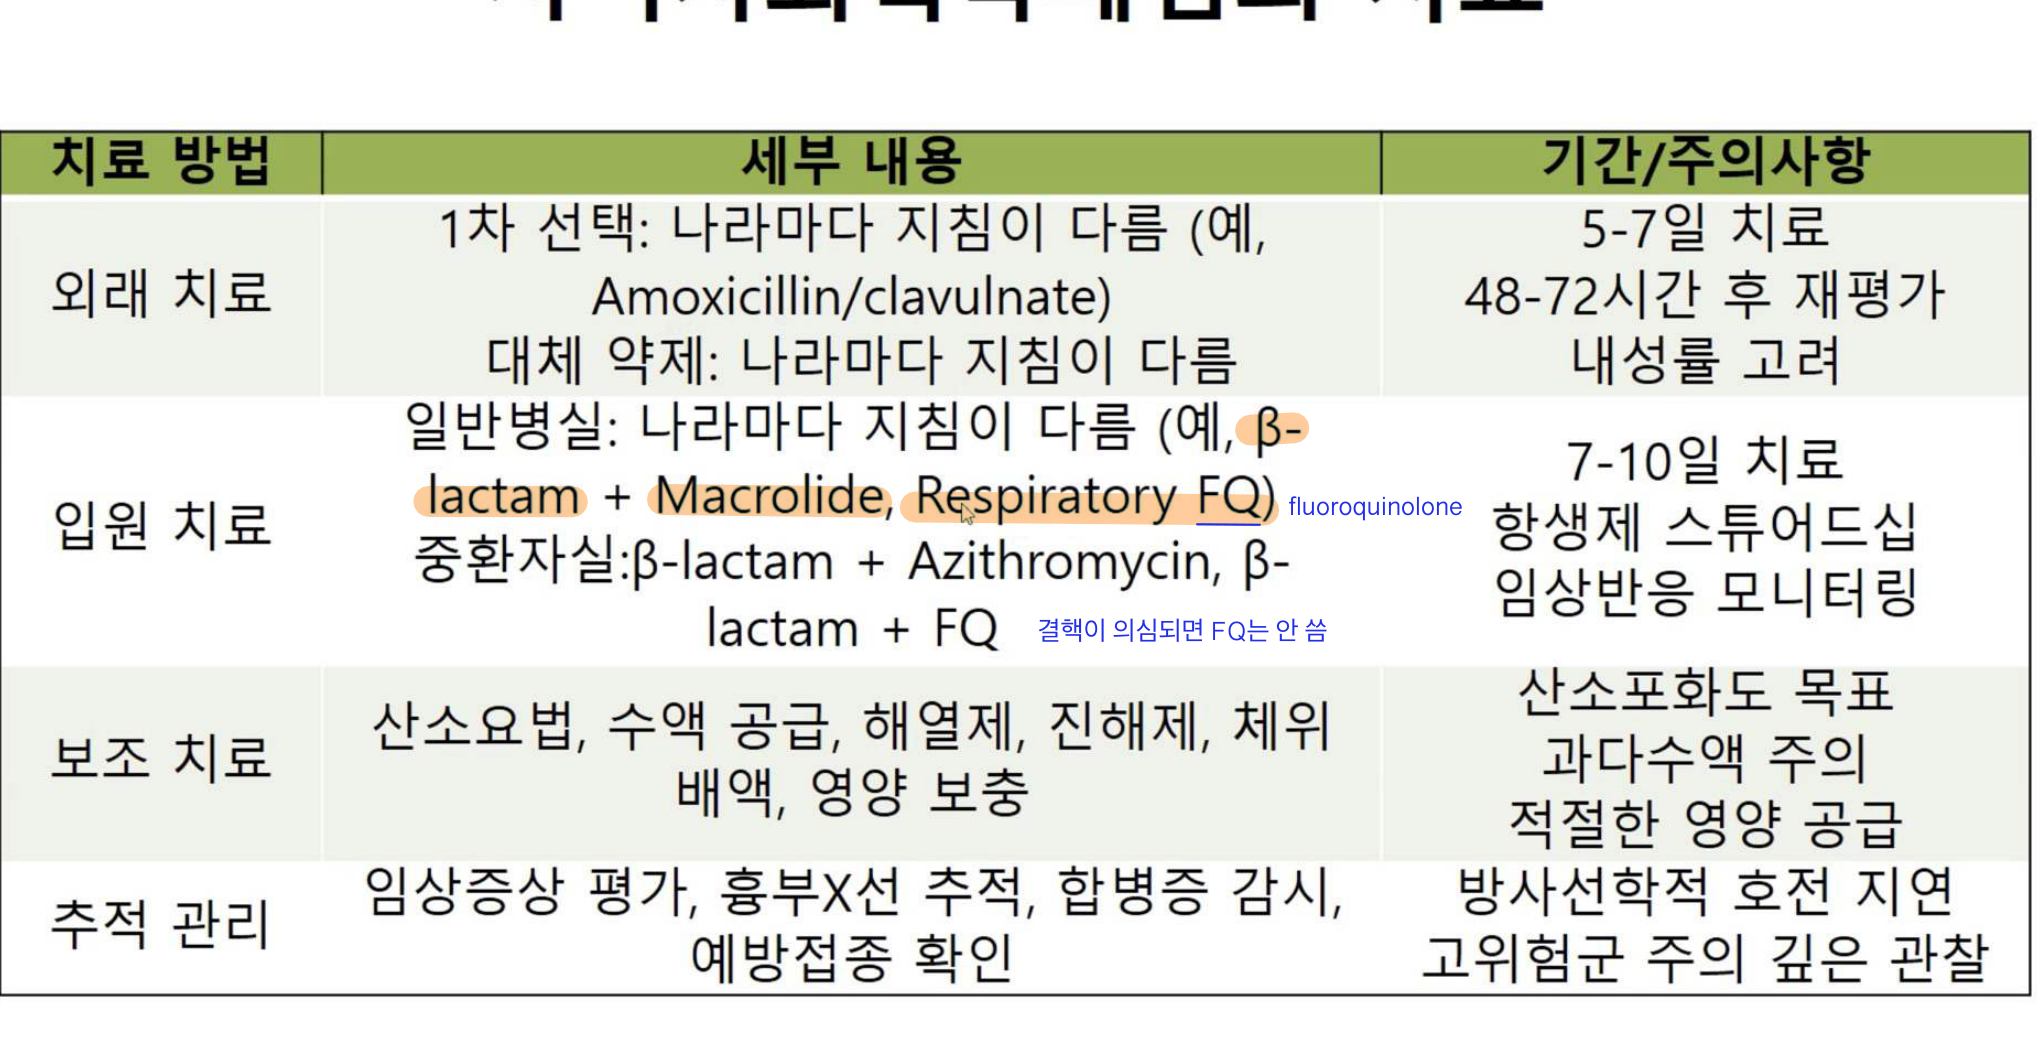 치료 방법
세부 내용
기간/주의사항
외래 치료
1차 선택: 나라마다 지침이 다름 (예,
Amoxicillin/clavulnate)
대체 약제: 나라마다 지침이 다름
5-7일 치료
48-72시간 후 재평가
내성률 고려
입원 치료
일반병실: 나라마다 지침이 다름 (예, β-
lactam + Macrolide, Respiratory FQ)
fluoroquinolone
중환자실:β-lactam + Azithromycin, β-
lactam + FQ
결핵이 의심되면 FQ는 안 씀
7-10일 치료
항생제 스튜어드십
임상반응 모니터링
보조 치료
산소요법, 수액 공급, 해열제, 진해제, 체위
배액, 영양 보충
산소포화도 목표
과다수액 주의
적절한 영양 공급
추적 관리
임상증상 평가, 흉부X선 추적, 합병증 감시,
예방접종 확인
방사선학적 호전 지연
고위험군 주의 깊은 관찰